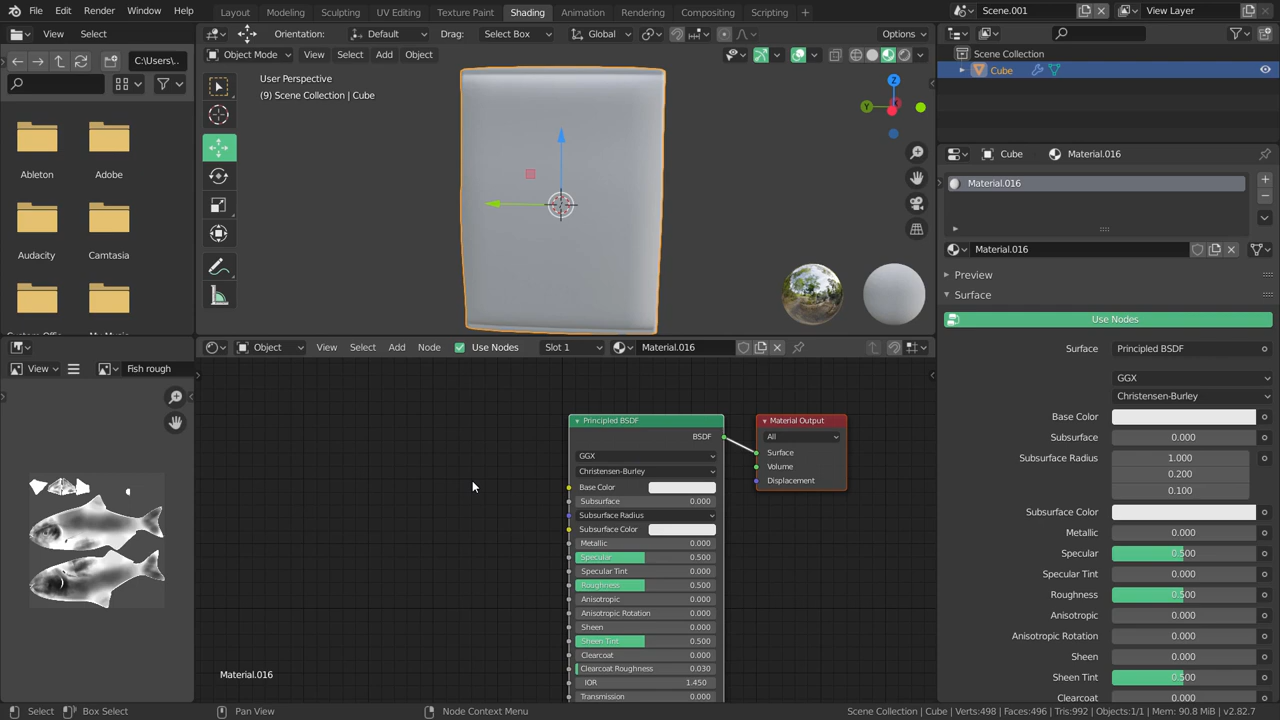 File Edit Render Window Help Layout Modeling Sculpting UV Editing Texture Paint Shading Animation Rendering Compositing Scripting + Scene.001 View Layer
View Select Orientation: Default Drag: Select Box Global Options
Object Mode View Select Add Object
C:\Users\..
Ableton Adobe
Audacity Camtasia
User Perspective
(9) Scene Collection | Cube
Z
Y
Scene Collection
Cube
Cube Material.016
Material.016
Material.016
Preview
Surface
Use Nodes
Surface Principled BSDF
GGX
Christensen-Burley
Base Color
Subsurface 0.000
Subsurface Radius 1.000
0.200
0.100
Subsurface Color
Metallic 0.000
Specular 0.500
Specular Tint 0.000
Roughness 0.500
Anisotropic 0.000
Anisotropic Rotation 0.000
Sheen 0.000
Sheen Tint 0.500
Clearcoat 0.000
Object View Select Add Node Use Nodes Slot 1 Material.016
View Fish rough
Principled BSDF
BSDF
GGX
Christensen-Burley
Base Color
Subsurface 0.000
Subsurface Radius
Subsurface Color
Metallic 0.000
Specular 0.500
Specular Tint 0.000
Roughness 0.500
Anisotropic 0.000
Anisotropic Rotation 0.000
Sheen 0.000
Sheen Tint 0.500
Clearcoat 0.000
Clearcoat Roughness 0.030
IOR 1.450
Transmission 0.000
Material Output
All
Surface
Volume
Displacement
Material.016
Select Box Select Pan View Node Context Menu Scene Collection | Cube | Verts:498 | Faces:496 | Tris:992 | Objects:1/1 | Mem: 90.8 MiB | v2.82.7